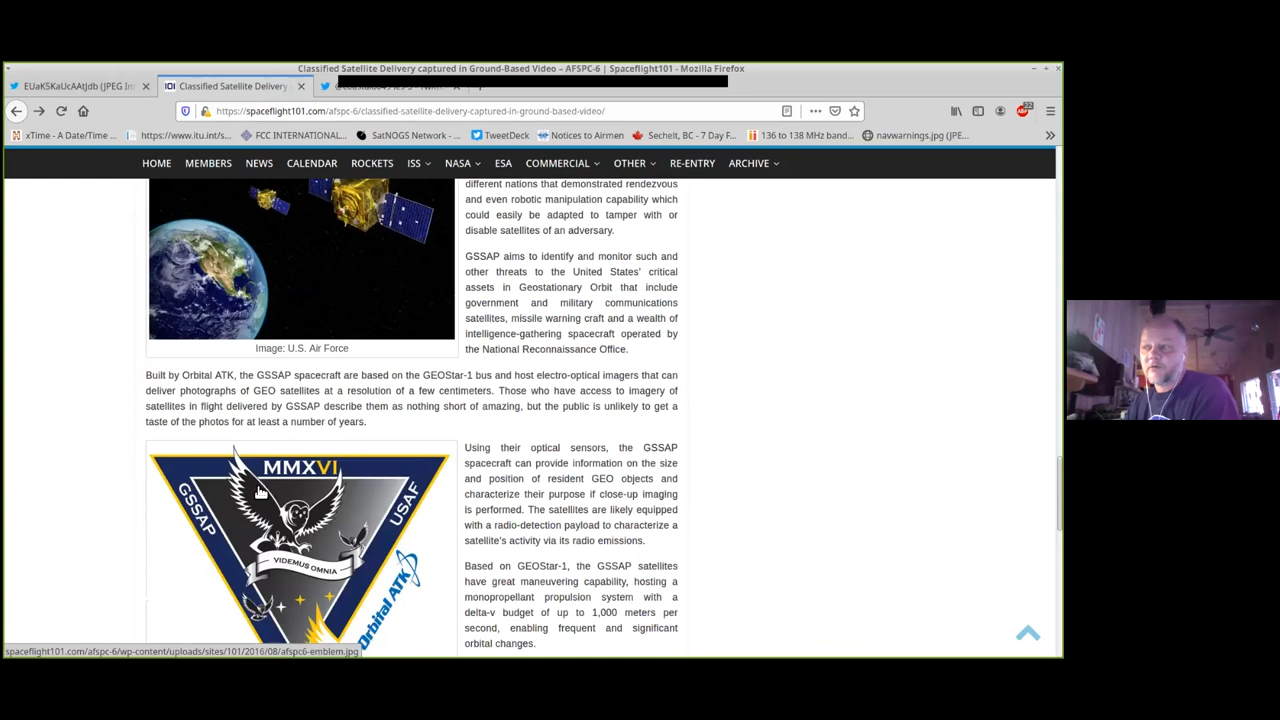 Classified Satellite Delivery captured in Ground-Based Video – AFSPC-6 | Spaceflight101 - Mozilla Firefox
EUaKSKaUcAAtJdb (JPEG Im
Classified Satellite Delivery
https://spaceflight101.com/afspc-6/classified-satellite-delivery-captured-in-ground-based-video/
xTime - A Date/Time ...
https://www.itu.int/s...
FCC INTERNATIONAL...
SatNOGS Network - ...
TweetDeck
Notices to Airmen
Sechelt, BC - 7 Day F...
136 to 138 MHz band...
navwarnings.jpg (JPE...
HOME MEMBERS NEWS CALENDAR ROCKETS ISS NASA ESA COMMERCIAL OTHER RE-ENTRY ARCHIVE
different nations that demonstrated rendezvous
and even robotic manipulation capability which
could easily be adapted to tamper with or
disable satellites of an adversary.
GSSAP aims to identify and monitor such and
other threats to the United States' critical
assets in Geostationary Orbit that include
government and military communications
satellites, missile warning craft and a wealth of
intelligence-gathering spacecraft operated by
the National Reconnaissance Office.
Image: U.S. Air Force
Built by Orbital ATK, the GSSAP spacecraft are based on the GEOStar-1 bus and host electro-optical imagers that can
deliver photographs of GEO satellites at a resolution of a few centimeters. Those who have access to imagery of
satellites in flight delivered by GSSAP describe them as nothing short of amazing, but the public is unlikely to get a
taste of the photos for at least a number of years.
MMXVI
GSSAP
USAF
VIDEMUS OMNIA
Orbital ATK
Using their optical sensors, the GSSAP
spacecraft can provide information on the size
and position of resident GEO objects and
characterize their purpose if close-up imaging
is performed. The satellites are likely equipped
with a radio-detection payload to characterize a
satellite's activity via its radio emissions.
Based on GEOStar-1, the GSSAP satellites
have great maneuvering capability, hosting a
monopropellant propulsion system with a
delta-v budget of up to 1,000 meters per
second, enabling frequent and significant
orbital changes.
spaceflight101.com/afspc-6/wp-content/uploads/sites/101/2016/08/afspc6-emblem.jpg